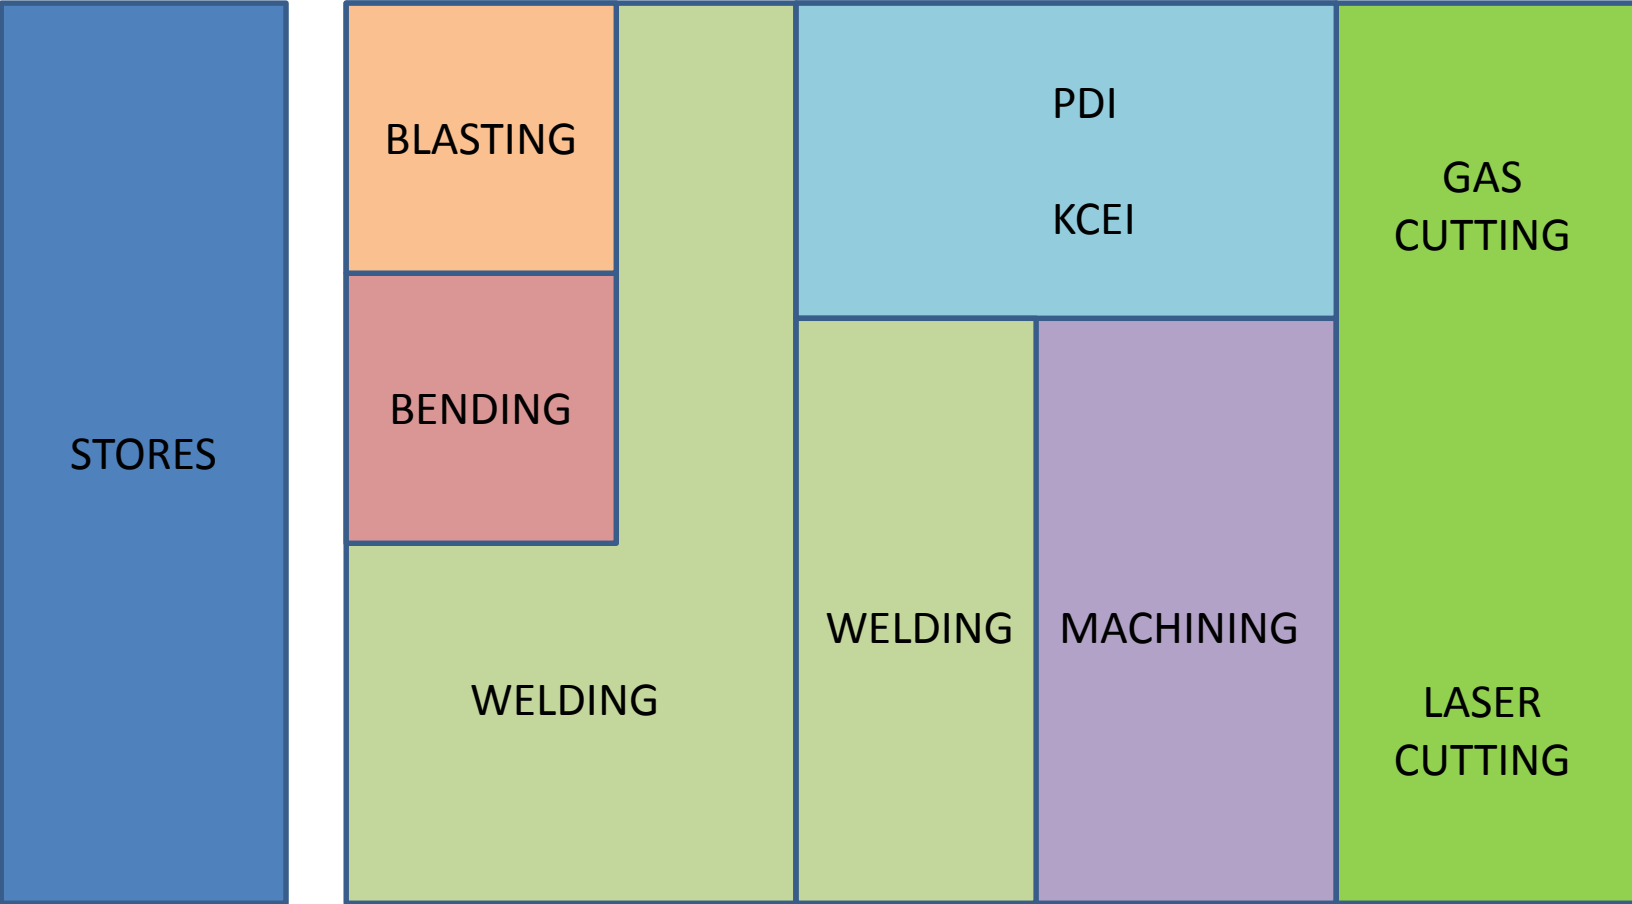 STORES
BLASTING
BENDING
WELDING
PDI
KCEI
WELDING
MACHINING
GAS
CUTTING
LASER
CUTTING